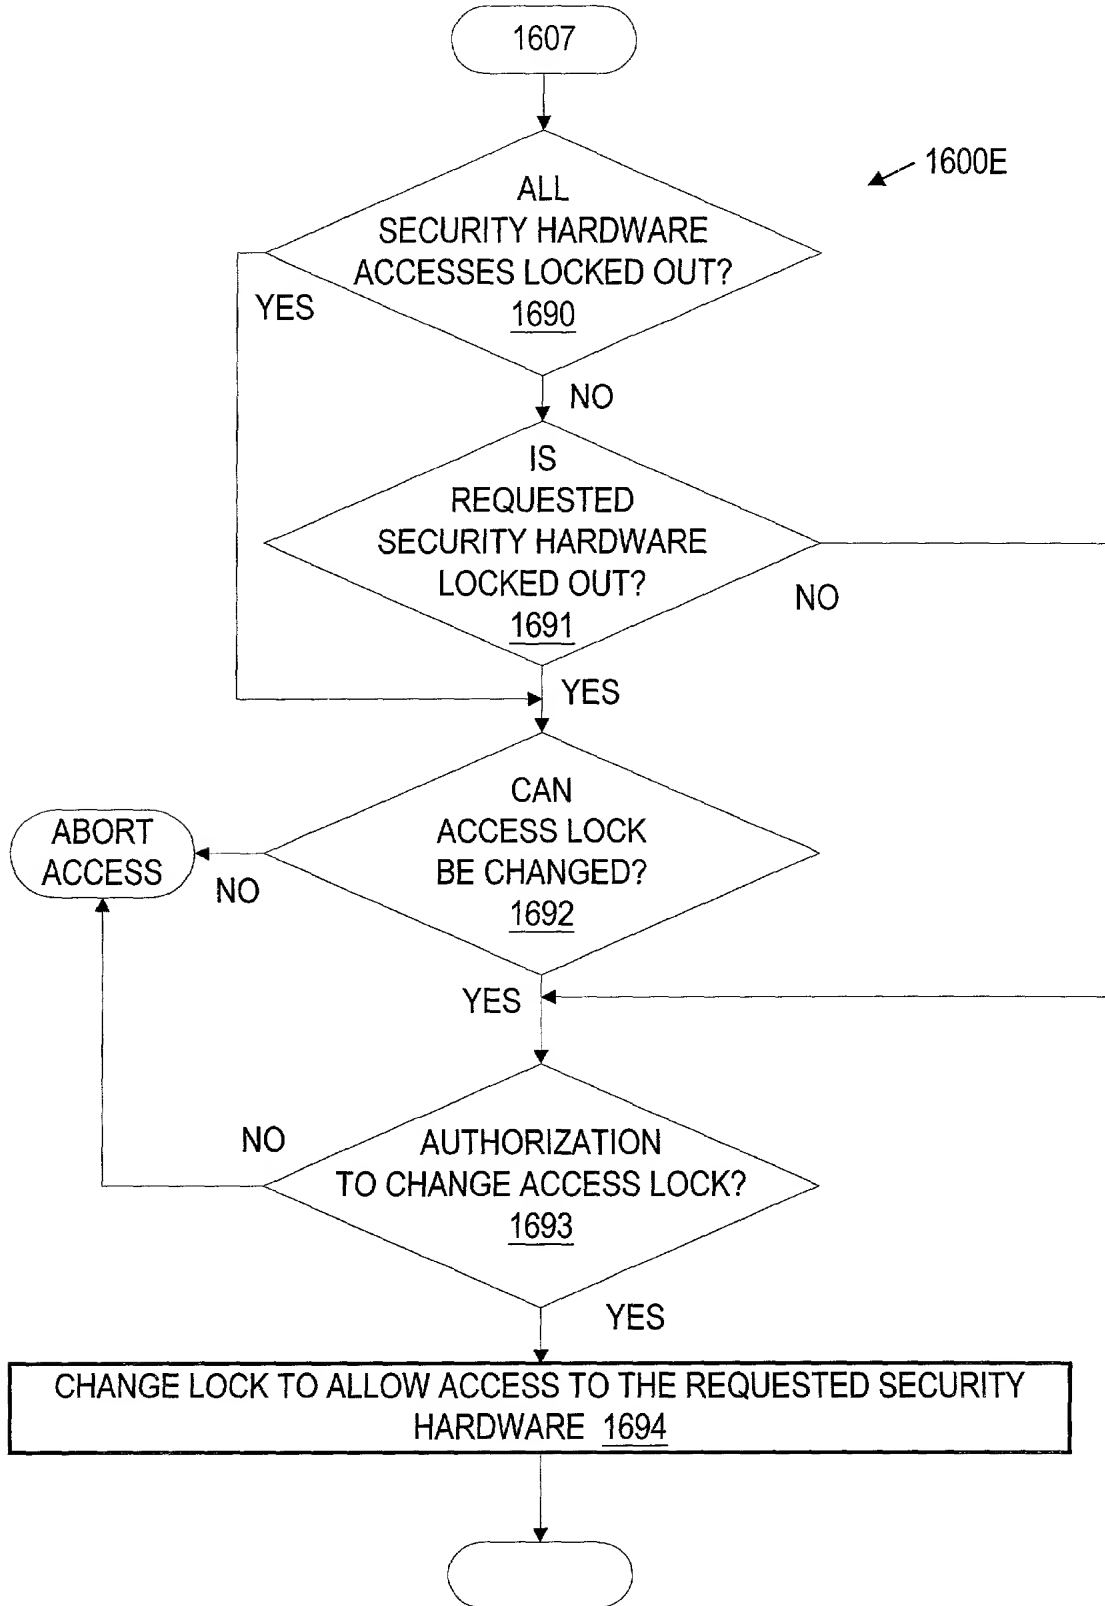 1607
1600E
ALL
SECURITY HARDWARE
ACCESSES LOCKED OUT?
1690
YES
NO
IS
REQUESTED
SECURITY HARDWARE
LOCKED OUT?
1691
NO
YES
CAN
ACCESS LOCK
BE CHANGED?
1692
ABORT
ACCESS
NO
YES
NO
AUTHORIZATION
TO CHANGE ACCESS LOCK?
1693
YES
CHANGE LOCK TO ALLOW ACCESS TO THE REQUESTED SECURITY
HARDWARE 1694